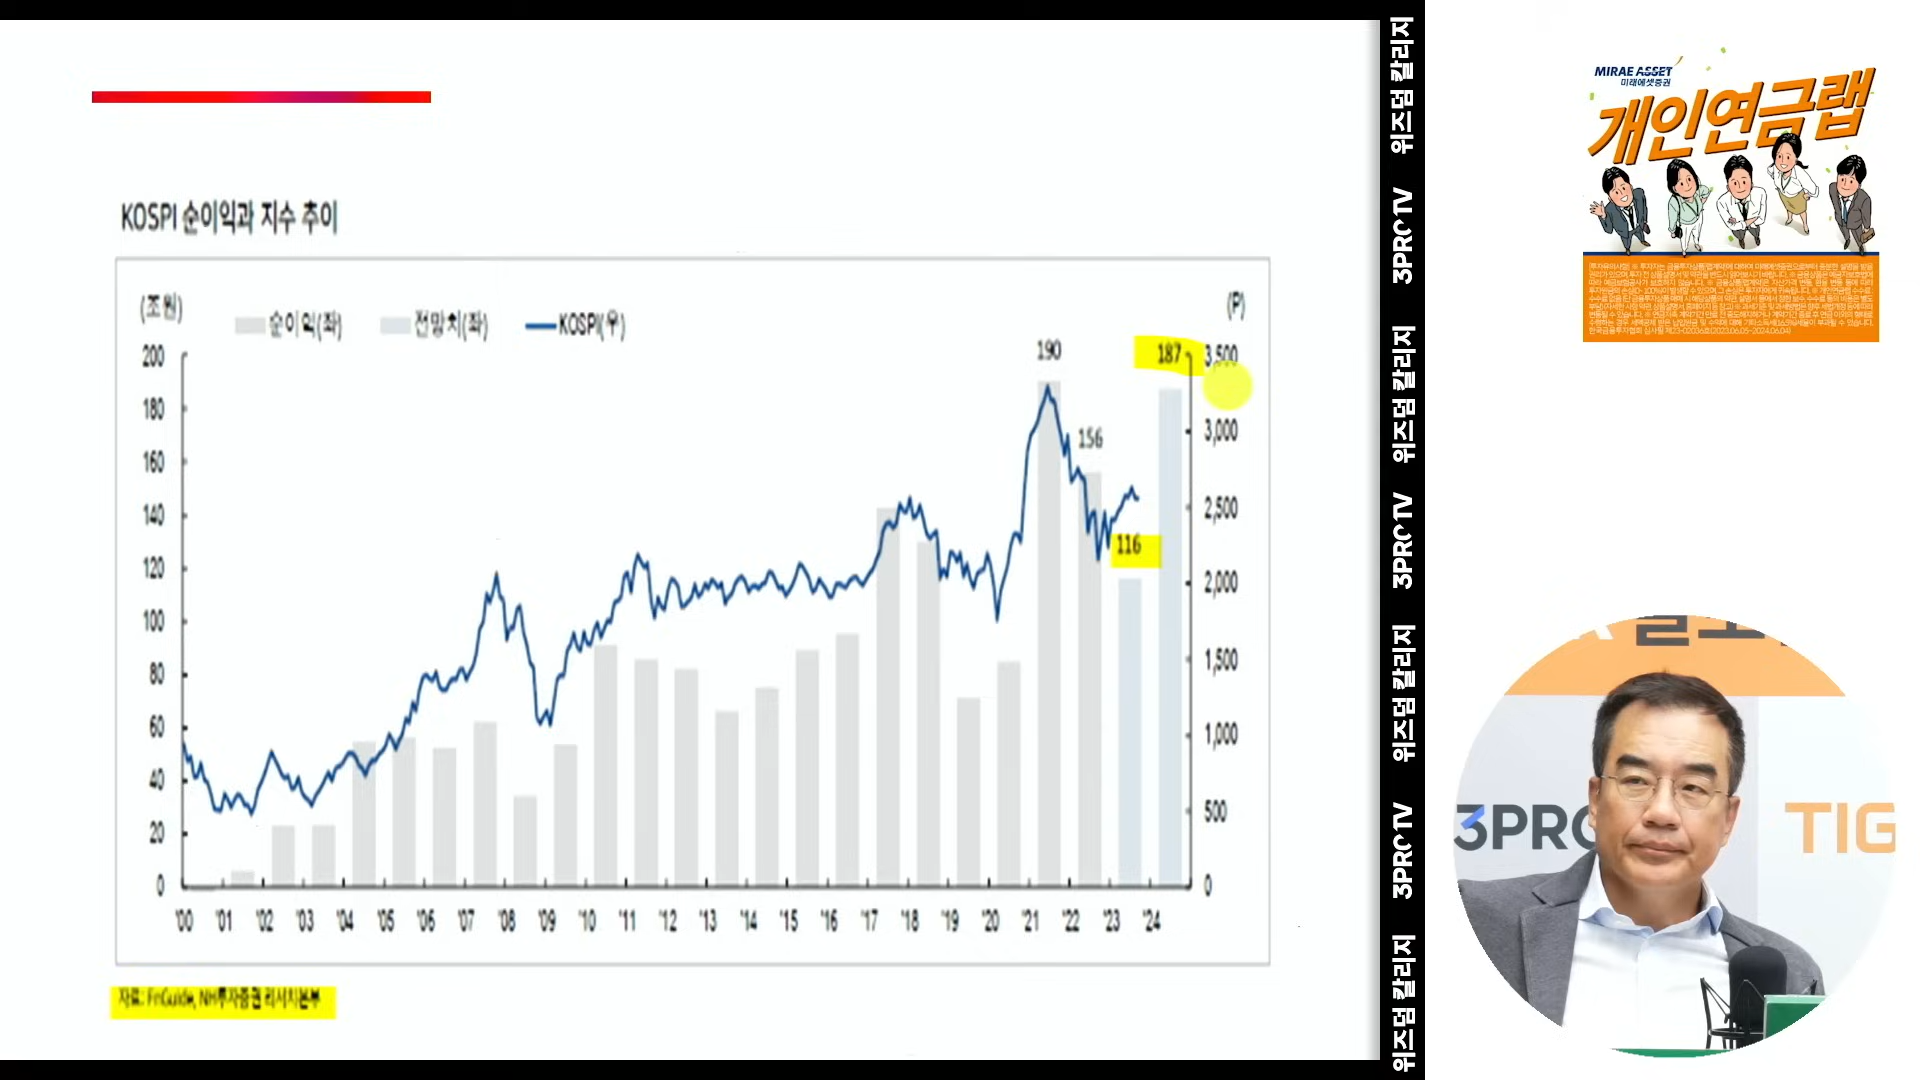 KOSPI 순이익과 지수 추이
(조원)
(P)
순이익(좌)
전망치(좌)
KOSPI(우)
200
180
160
140
120
100
80
60
40
20
0
3,500
3,000
2,500
2,000
1,500
1,000
500
0
190
156
116
187
'00 '01 '02 '03 '04 '05 '06 '07 '08 '09 '10 '11 '12 '13 '14 '15 '16 '17 '18 '19 '20 '21 '22 '23 '24
자료: FnGuide, NH투자증권 리서치본부
위즈덤 칼리지
3PROTV
위즈덤 칼리지
3PROTV
위즈덤 칼리지
3PROTV
위즈덤 칼리지
MIRAE ASSET
미래에셋증권
개인연금랩
3PRO
TIG